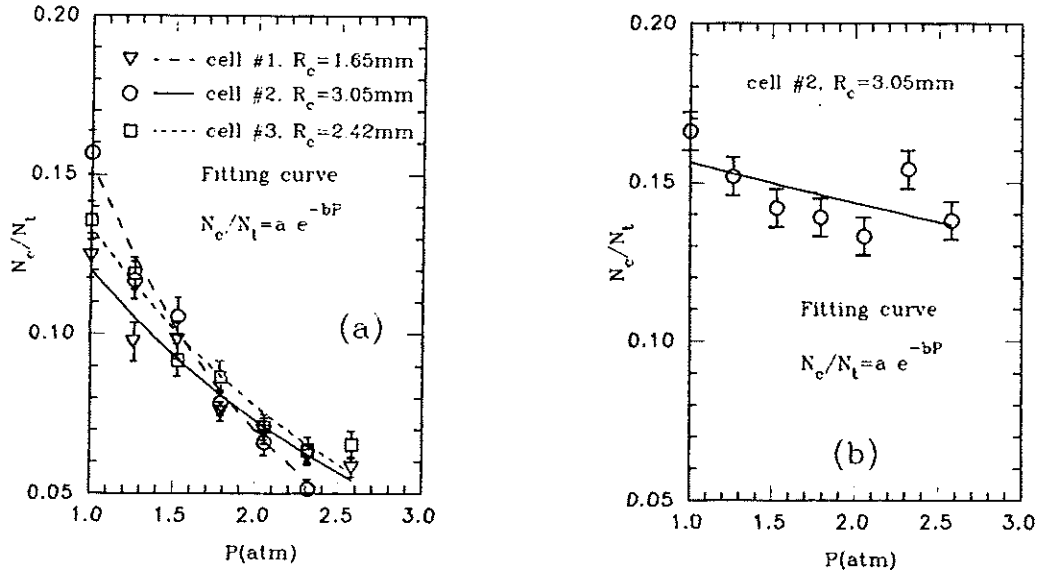 0.20
0.15
0.10
0.05
N_c/N_t
▽ – – – cell #1. R_c=1.65mm
○ —— cell #2. R_c=3.05mm
□ ------ cell #3. R_c=2.42mm
Fitting curve
N_c/N_t=a e^{-bP}
(a)
1.0 1.5 2.0 2.5 3.0
P(atm)
0.20
0.15
0.10
0.05
N_c/N_t
cell #2, R_c=3.05mm
Fitting curve
N_c/N_t=a e^{-bP}
(b)
1.0 1.5 2.0 2.5 3.0
P(atm)